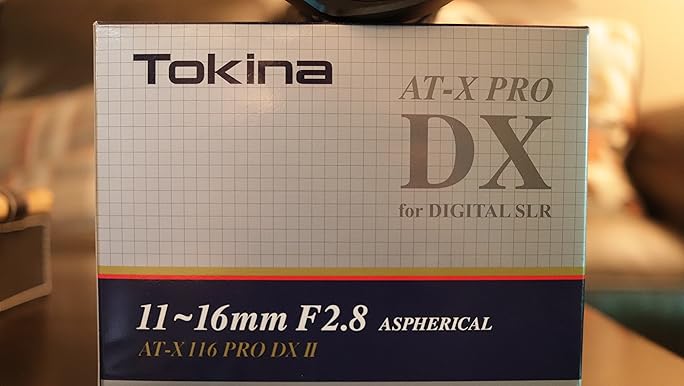 Tokina
AT-X PRO
DX
for DIGITAL SLR
11~16mm F2.8 ASPHERICAL
AT-X 116 PRO DX II